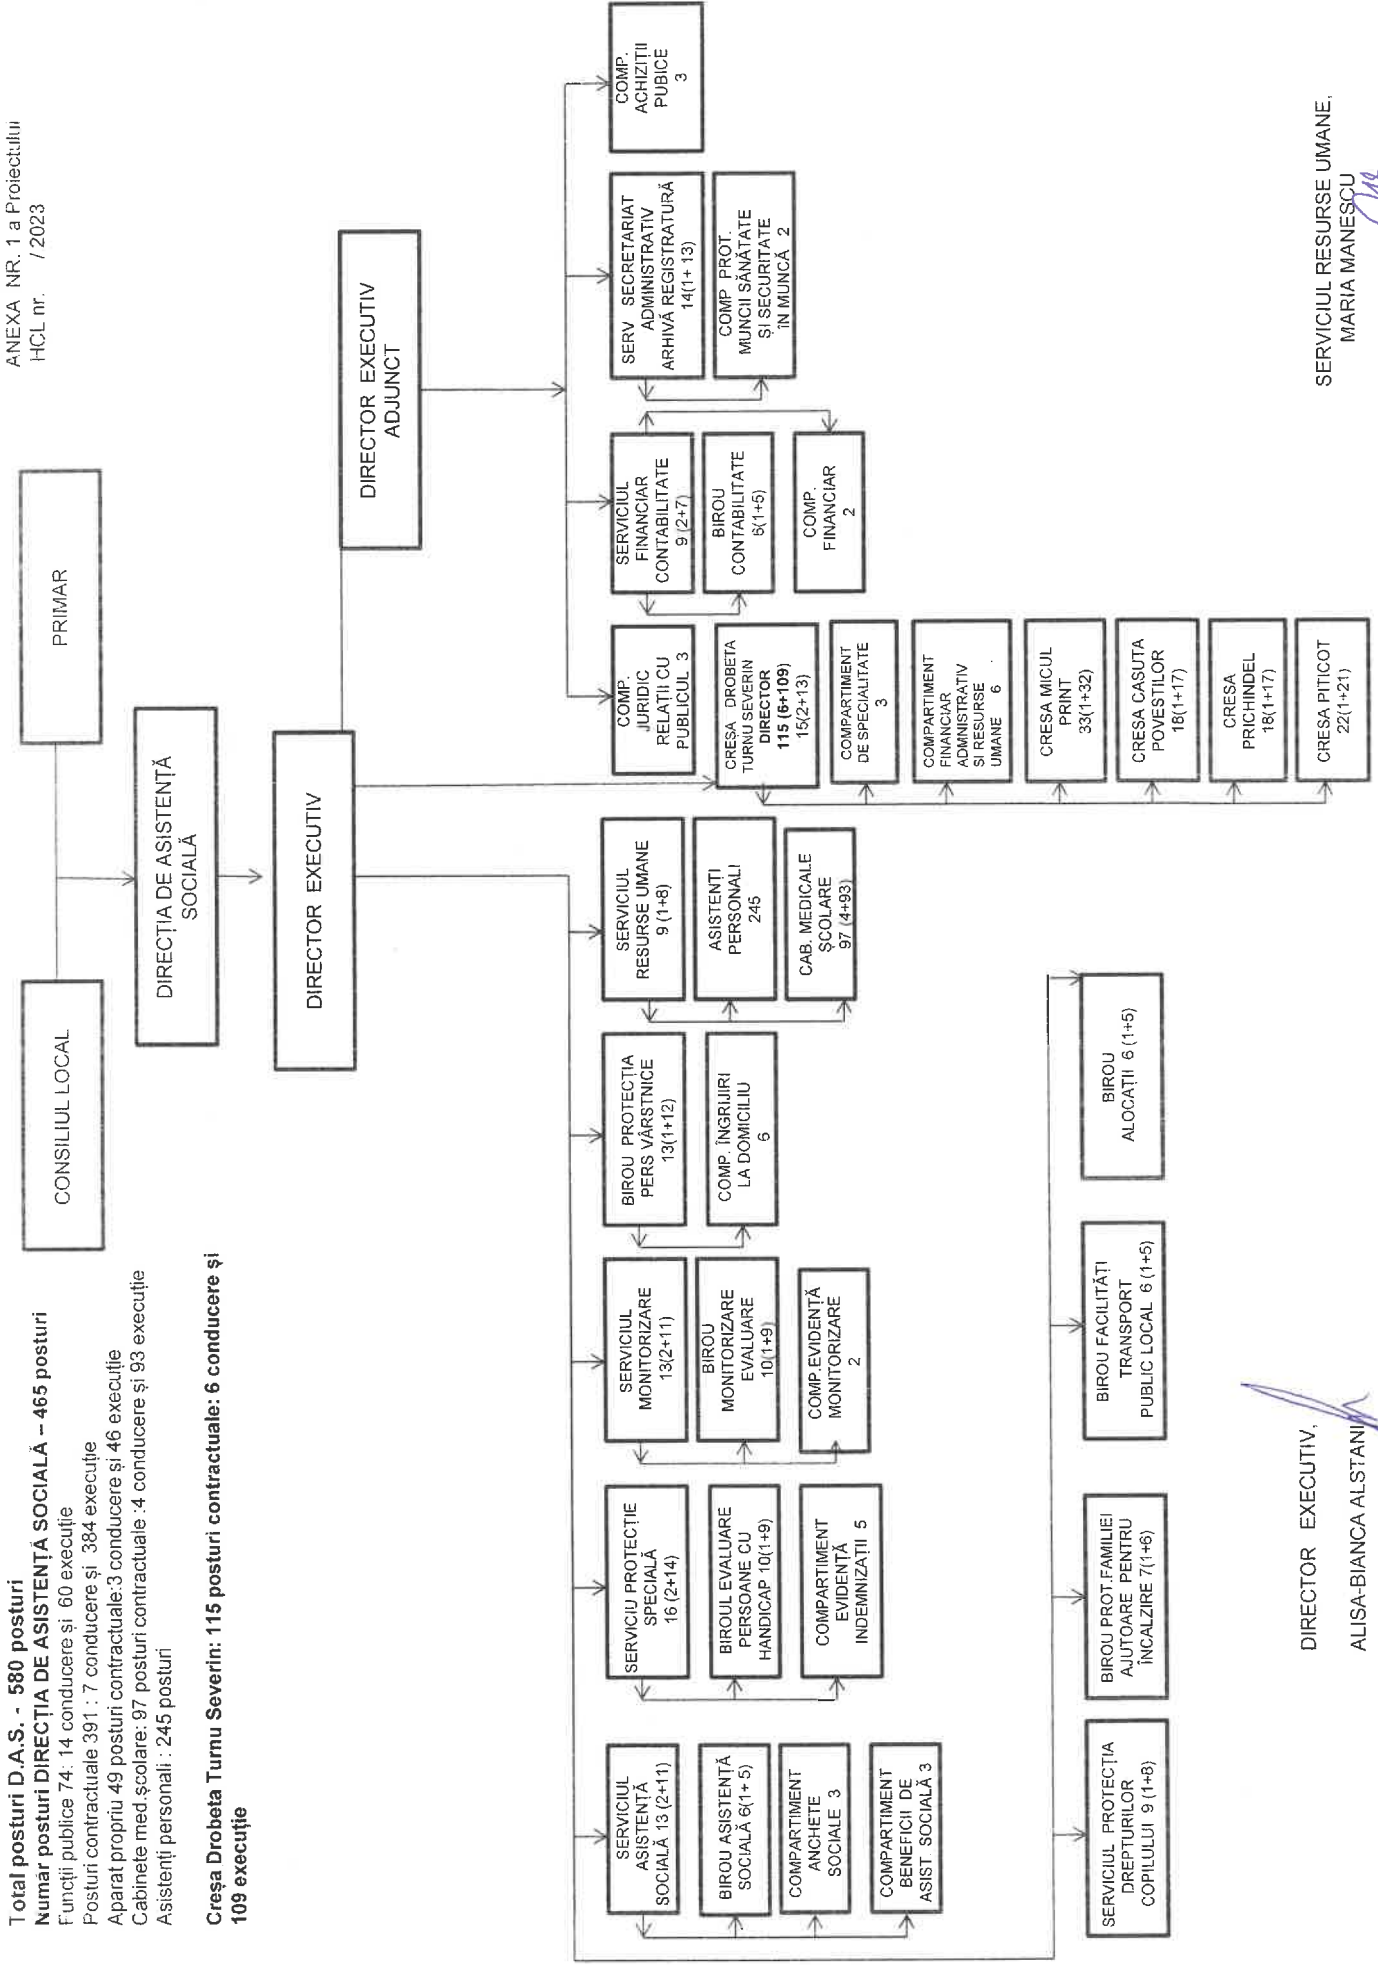 ANEXA NR. 1 a Proiectului
HCL nr. / 2023
Total posturi D.A.S. - 580 posturi
Număr posturi DIRECȚIA DE ASISTENȚĂ SOCIALĂ – 465 posturi
Funcții publice 74: 14 conducere și 60 execuție
Posturi contractuale 391 : 7 conducere și 384 execuție
Aparat propriu 49 posturi contractuale:3 conducere și 46 execuție
Cabinete med.școlare: 97 posturi contractuale :4 conducere și 93 execuție
Asistenți personali : 245 posturi
Creșa Drobeta Turnu Severin: 115 posturi contractuale: 6 conducere și
109 execuție
CONSILIUL LOCAL
PRIMAR
DIRECȚIA DE ASISTENȚĂ
SOCIALĂ
DIRECTOR EXECUTIV
DIRECTOR EXECUTIV
ADJUNCT
SERVICIUL
ASISTENȚĂ
SOCIALĂ 13 (2+11)
BIROU ASISTENȚĂ
SOCIALĂ 6(1+ 5)
COMPARTIMENT
ANCHETE
SOCIALE 3
COMPARTIMENT
BENEFICII DE
ASIST. SOCIALĂ 3
SERVICIU PROTECȚIE
SPECIALĂ
16 (2+14)
BIROUL EVALUARE
PERSOANE CU
HANDICAP 10(1+9)
COMPARTIMENT
EVIDENȚĂ
INDEMNIZAȚII 5
SERVICIUL
MONITORIZARE
13(2+11)
BIROU
MONITORIZARE
EVALUARE
10(1+9)
COMP.EVIDENȚĂ
MONITORIZARE
2
BIROU PROTECȚIA
PERS VÂRSTNICE
13(1+12)
COMP. ÎNGRIJIRI
LA DOMICILIU
6
SERVICIUL
RESURSE UMANE
9 (1+8)
ASISTENȚI
PERSONALI
245
CAB. MEDICALE
ȘCOLARE
97 (4+93)
COMP.
JURIDIC
RELAȚII CU
PUBLICUL 3
CREȘA DROBETA
TURNU SEVERIN
DIRECTOR
115 (6+109)
15(2+13)
COMPARTIMENT
DE SPECIALITATE
3
COMPARTIMENT
FINANCIAR
ADMNISTRATIV
SI RESURSE
UMANE 6
CRESA MICUL
PRINT
33(1+32)
CRESA CASUTA
POVESTILOR
18(1+17)
CRESA
PRICHINDEL
18(1+17)
CRESA PITICOT
22(1+21)
SERVICIUL
FINANCIAR
CONTABILITATE
9 (2+7)
BIROU
CONTABILITATE
6(1+5)
COMP.
FINANCIAR
2
SERV SECRETARIAT
ADMINISTRATIV
ARHIVĂ REGISTRATURĂ
14(1+ 13)
COMP PROT.
MUNCII SĂNĂTATE
ȘI SECURITATE
ÎN MUNCĂ 2
COMP.
ACHIZIȚII
PUBICE
3
SERVICIUL PROTECȚIA
DREPTURILOR
COPILULUI 9 (1+8)
BIROU PROT.FAMILIEI
AJUTOARE PENTRU
ÎNCALZIRE 7(1+6)
BIROU FACILITĂȚI
TRANSPORT
PUBLIC LOCAL 6 (1+5)
BIROU
ALOCAȚII 6 (1+5)
DIRECTOR EXECUTIV,
ALISA-BIANCA ALSTANI
SERVICIUL RESURSE UMANE,
MARIA MANESCU